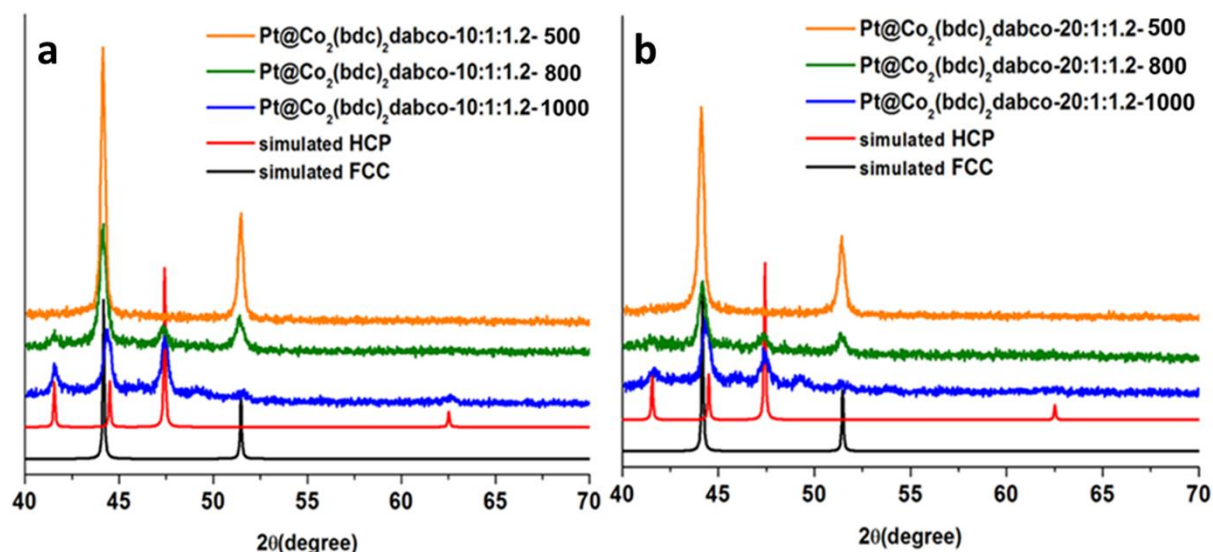 a
Pt@Co₂(bdc)₂dabco-10:1:1.2-500
Pt@Co₂(bdc)₂dabco-10:1:1.2-800
Pt@Co₂(bdc)₂dabco-10:1:1.2-1000
simulated HCP
simulated FCC
40 45 50 55 60 65 70
2θ(degree)
b
Pt@Co₂(bdc)₂dabco-20:1:1.2-500
Pt@Co₂(bdc)₂dabco-20:1:1.2-800
Pt@Co₂(bdc)₂dabco-20:1:1.2-1000
simulated HCP
simulated FCC
40 45 50 55 60 65 70
2θ(degree)